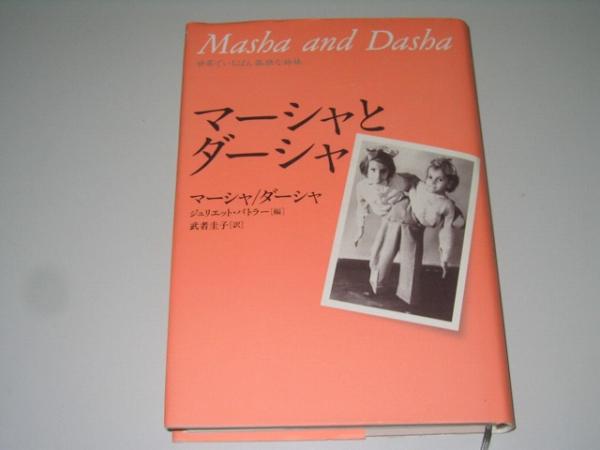 Masha and Dasha
世界でいちばん孤独な姉妹
マーシャと
ダーシャ
マーシャ/ダーシャ
ジュリエット・バトラー[編]
武者圭子[訳]